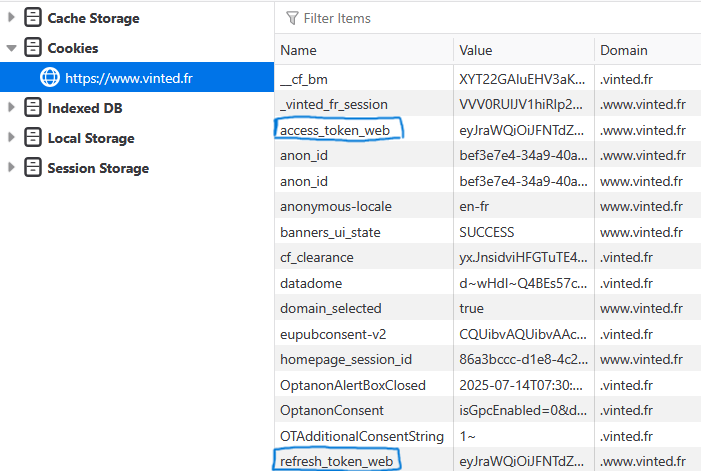 Cache Storage
Cookies
https://www.vinted.fr
Indexed DB
Local Storage
Session Storage
Filter Items
Name Value Domain
__cf_bm XYT22GAluEHV3aK... .vinted.fr
_vinted_fr_session VVV0RUlJV1hiRlp2... .www.vinted.fr
access_token_web eyJraWQiOiJFNTdZ... .www.vinted.fr
anon_id bef3e7e4-34a9-40a... .vinted.fr
anon_id bef3e7e4-34a9-40a... www.vinted.fr
anonymous-locale en-fr www.vinted.fr
banners_ui_state SUCCESS www.vinted.fr
cf_clearance yxJnsidviHFGTuTE4... .vinted.fr
datadome d~wHdI~Q4BEs57c... .vinted.fr
domain_selected true www.vinted.fr
eupubconsent-v2 CQUibvAQUibvAAc... .vinted.fr
homepage_session_id 86a3bccc-d1e8-4c2... www.vinted.fr
OptanonAlertBoxClosed 2025-07-14T07:30:... .vinted.fr
OptanonConsent isGpcEnabled=0&d... .vinted.fr
OTAdditionalConsentString 1~ .vinted.fr
refresh_token_web eyJraWQiOiJFNTdZ... .www.vinted.fr